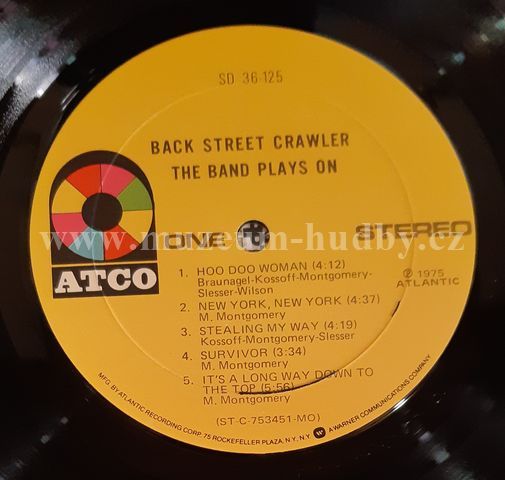 SD 36 125
BACK STREET CRAWLER
THE BAND PLAYS ON
www.museum-hudby.cz
ONE
STEREO
ATCO
℗ 1975
ATLANTIC
1. HOO DOO WOMAN (4:12)
Braunagel-Kossoff-Montgomery-
Slesser-Wilson
2. NEW YORK, NEW YORK (4:37)
M. Montgomery
3. STEALING MY WAY (4:19)
Kossoff-Montgomery-Slesser
4. SURVIVOR (3:34)
M. Montgomery
5. IT'S A LONG WAY DOWN TO
THE TOP (5:56)
M. Montgomery
(ST-C-753451-MO)
MFG. BY ATLANTIC RECORDING CORP. 75 ROCKEFELLER PLAZA, N.Y. N.Y. W A WARNER COMMUNICATIONS COMPANY